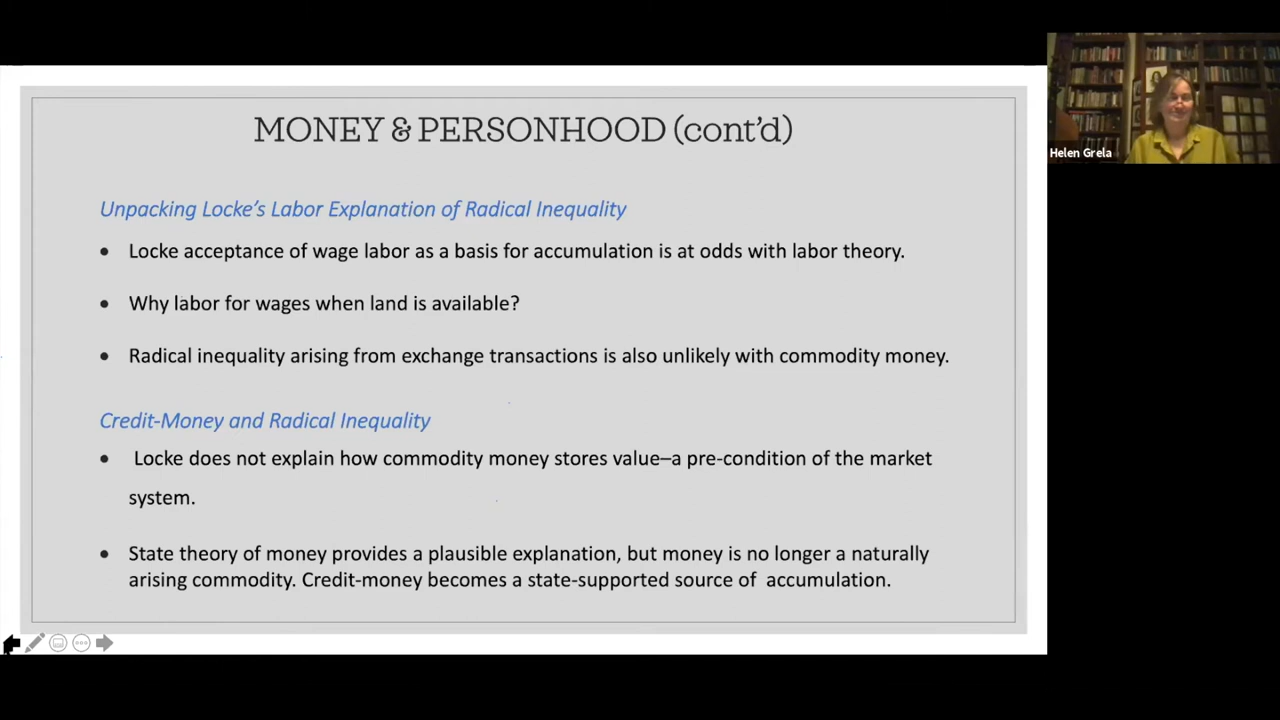 MONEY & PERSONHOOD (cont’d)
Helen Grela
Unpacking Locke’s Labor Explanation of Radical Inequality
• Locke acceptance of wage labor as a basis for accumulation is at odds with labor theory.
• Why labor for wages when land is available?
• Radical inequality arising from exchange transactions is also unlikely with commodity money.
Credit-Money and Radical Inequality
• Locke does not explain how commodity money stores value–a pre-condition of the market
system.
• State theory of money provides a plausible explanation, but money is no longer a naturally
arising commodity. Credit-money becomes a state-supported source of accumulation.